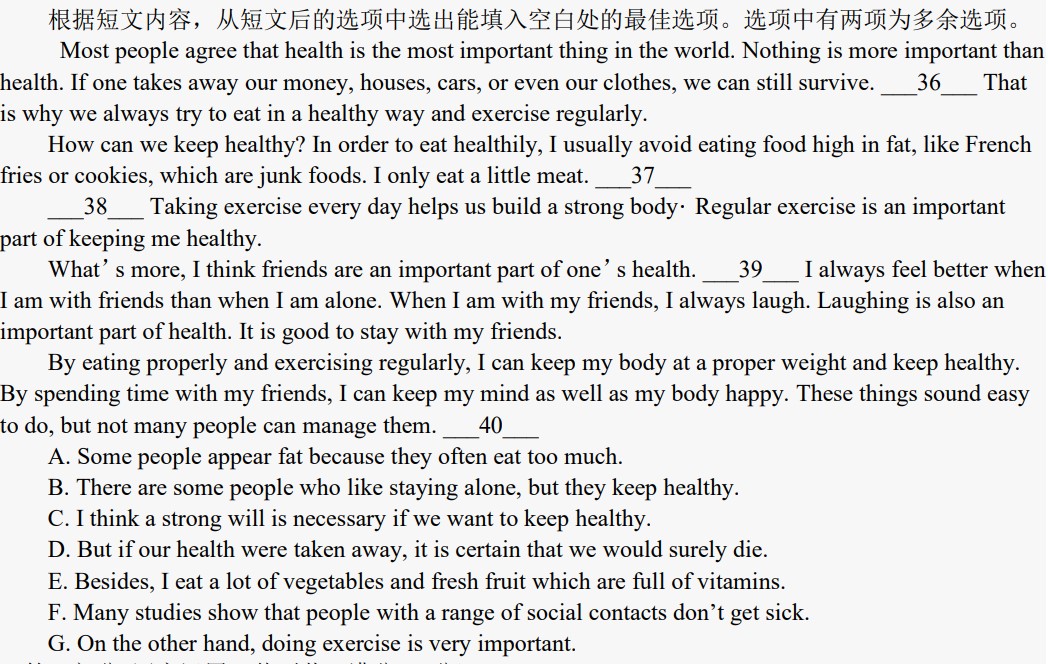 根据短文内容，从短文后的选项中选出能填入空白处的最佳选项。选项中有两项为多余选项。
Most people agree that health is the most important thing in the world. Nothing is more important than
health. If one takes away our money, houses, cars, or even our clothes, we can still survive. ___36___ That
is why we always try to eat in a healthy way and exercise regularly.
How can we keep healthy? In order to eat healthily, I usually avoid eating food high in fat, like French
fries or cookies, which are junk foods. I only eat a little meat. ___37___
___38___ Taking exercise every day helps us build a strong body· Regular exercise is an important
part of keeping me healthy.
What’s more, I think friends are an important part of one’s health. ___39___ I always feel better when
I am with friends than when I am alone. When I am with my friends, I always laugh. Laughing is also an
important part of health. It is good to stay with my friends.
By eating properly and exercising regularly, I can keep my body at a proper weight and keep healthy.
By spending time with my friends, I can keep my mind as well as my body happy. These things sound easy
to do, but not many people can manage them. ___40___
A. Some people appear fat because they often eat too much.
B. There are some people who like staying alone, but they keep healthy.
C. I think a strong will is necessary if we want to keep healthy.
D. But if our health were taken away, it is certain that we would surely die.
E. Besides, I eat a lot of vegetables and fresh fruit which are full of vitamins.
F. Many studies show that people with a range of social contacts don’t get sick.
G. On the other hand, doing exercise is very important.